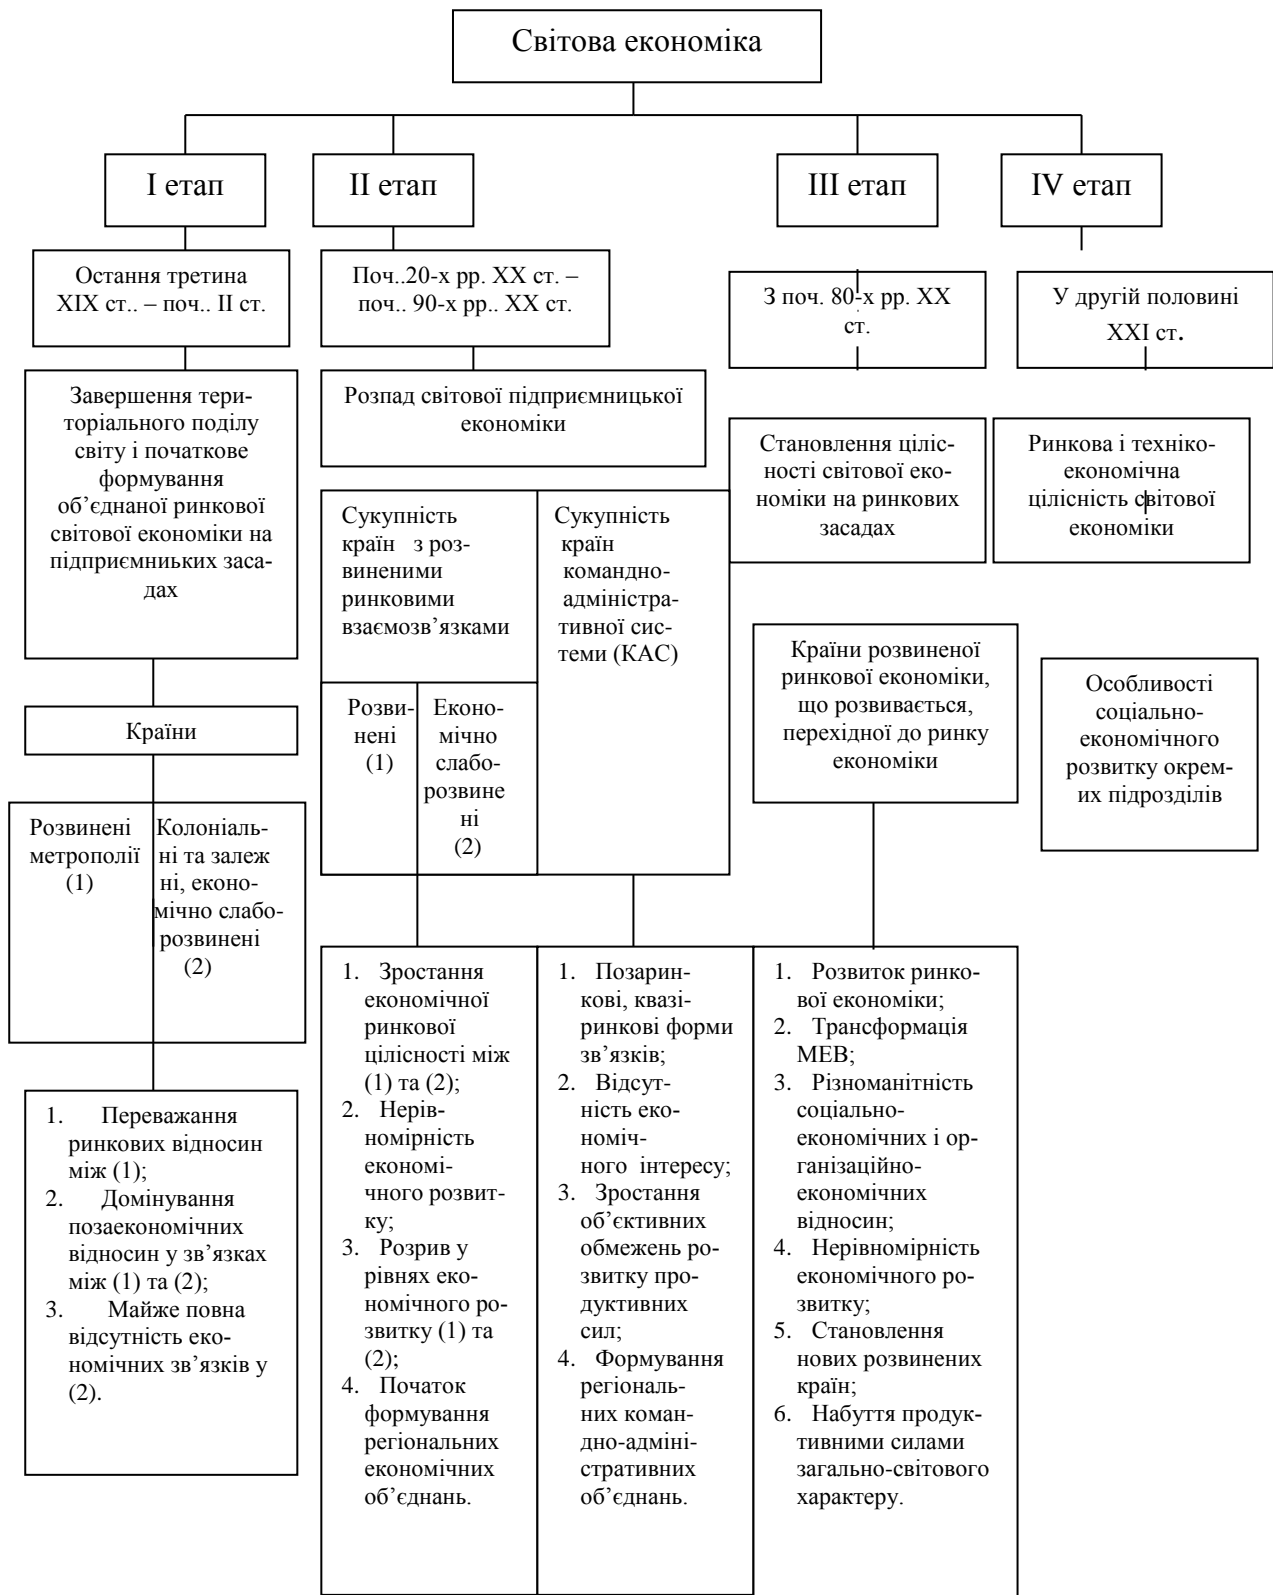 Світова економіка
І етап
Остання третина
ХІХ ст.. – поч.. ІІ ст.
Завершення тери-
торіального поділу
світу і початкове
формування
об’єднаної ринкової
світової економіки на
підприємниьких заса-
дах
Країни
Розвинені
метрополії
(1)
Колоніаль-
ні та залеж
ні, еконо-
мічно слабо-
розвинені
(2)
1. Переважання
ринкових відносин
між (1);
2. Домінування
позаекономічних
відносин у зв’язках
між (1) та (2);
3. Майже повна
відсутність еко-
номічних зв’язків у
(2).
ІІ етап
Поч..20-х рр. ХХ ст. –
поч.. 90-х рр.. ХХ ст.
Розпад світової підприємницької
економіки
Сукупність
країн з роз-
виненими
ринковими
взаємозв’язками
Розви-
нені
(1)
Еконо-
мічно
слабо-
розвине
ні
(2)
1. Зростання
економічної
ринкової
цілісності між
(1) та (2);
2. Нерів-
номірність
економі-
чного розвит-
ку;
3. Розрив у
рівнях еко-
номічного ро-
звитку (1) та
(2);
4. Початок
формування
регіональних
економічних
об’єднань.
Сукупність
країн
командно-
адміністра-
тивної сис-
теми (КАС)
1. Позарин-
кові, квазі-
ринкові форми
зв’язків;
2. Відсут-
ність еко-
номіч-
ного інтересу;
3. Зростання
об’єктивних
обмежень ро-
звитку про-
дуктивних
сил;
4. Формування
регіональ-
них коман-
дно-адміні-
стративних
об’єднань.
ІІІ етап
З поч. 80-х рр. ХХ
ст.
Становлення ціліс-
ності світової еко-
номіки на ринкових
засадах
Країни розвиненої
ринкової економіки,
що розвивається,
перехідної до ринку
економіки
1. Розвиток ринко-
вої економіки;
2. Трансформація
МЕВ;
3. Різноманітність
соціально-
економічних і ор-
ганізаційно-
економічних
відносин;
4. Нерівномірність
економічного ро-
звитку;
5. Становлення
нових розвинених
країн;
6. Набуття продук-
тивними силами
загально-світового
характеру.
IV етап
У другій половині
ХХІ ст.
Ринкова і техніко-
економічна
цілісність світової
економіки
Особливості
соціально-
економічного
розвитку окрем-
их підрозділів